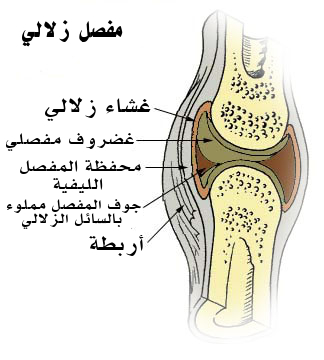 مفصل زلالي
غشاء زلالي
غضروف مفصلي
محفظة المفصل
الليفية
جوف المفصل مملوء
بالسائل الزلالي
أربطة